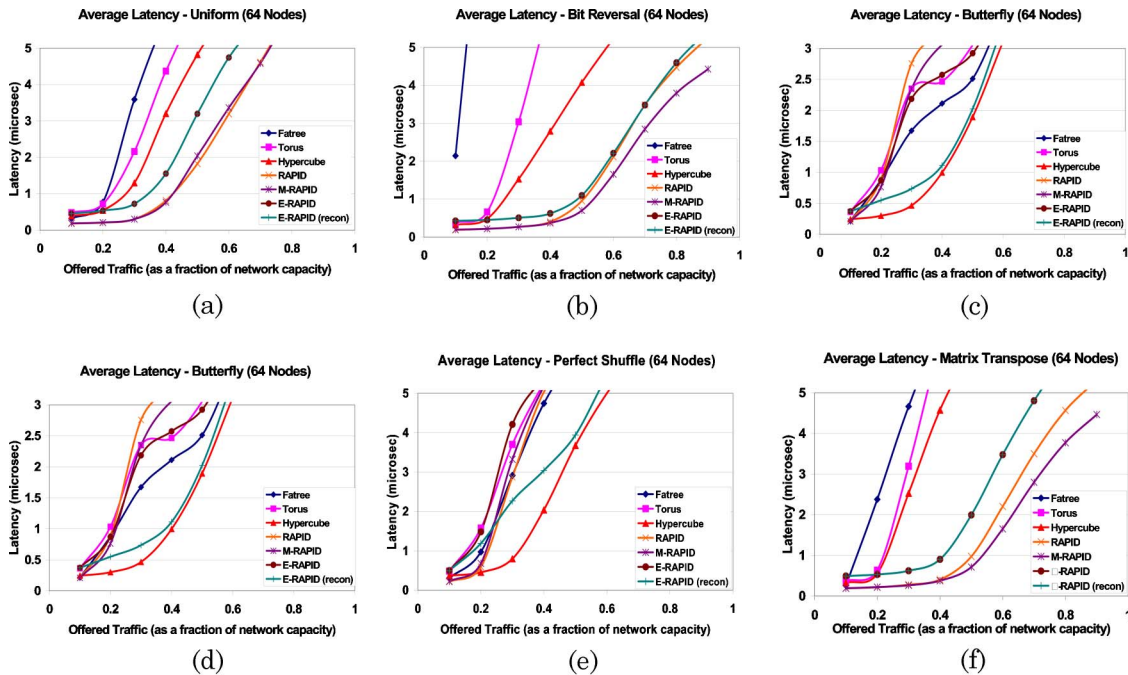 Average Latency - Uniform (64 Nodes)
5
4
3
2
1
0
Latency (microsec)
Fatree
Torus
Hypercube
RAPID
M-RAPID
E-RAPID
E-RAPID (recon)
0 0.2 0.4 0.6 0.8 1
Offered Traffic (as a fraction of network capacity)
(a)
Average Latency - Bit Reversal (64 Nodes)
5
4
3
2
1
0
Latency (microsec)
Fatree
Torus
Hypercube
RAPID
M-RAPID
E-RAPID
E-RAPID (recon)
0 0.2 0.4 0.6 0.8 1
Offered Traffic (as a fraction of network capacity)
(b)
Average Latency - Butterfly (64 Nodes)
3
2.5
2
1.5
1
0.5
0
Latency (microsec)
Fatree
Torus
Hypercube
RAPID
M-RAPID
E-RAPID
E-RAPID (recon)
0 0.2 0.4 0.6 0.8 1
Offered Traffic (as a fraction of network capacity)
(c)
Average Latency - Butterfly (64 Nodes)
3
2.5
2
1.5
1
0.5
0
Latency (microsec)
Fatree
Torus
Hypercube
RAPID
M-RAPID
E-RAPID
E-RAPID (recon)
0 0.2 0.4 0.6 0.8 1
Offered Traffic (as a fraction of network capacity)
(d)
Average Latency - Perfect Shuffle (64 Nodes)
5
4
3
2
1
0
Latency (microsec)
Fatree
Torus
Hypercube
RAPID
M-RAPID
E-RAPID
E-RAPID (recon)
0 0.2 0.4 0.6 0.8 1
Offered Traffic (as a fraction of network capacity)
(e)
Average Latency - Matrix Transpose (64 Nodes)
5
4
3
2
1
0
Latency (microsec)
Fatree
Torus
Hypercube
RAPID
M-RAPID
□-RAPID
□-RAPID (recon)
0 0.2 0.4 0.6 0.8 1
Offered Traffic (as a fraction of network capacity)
(f)